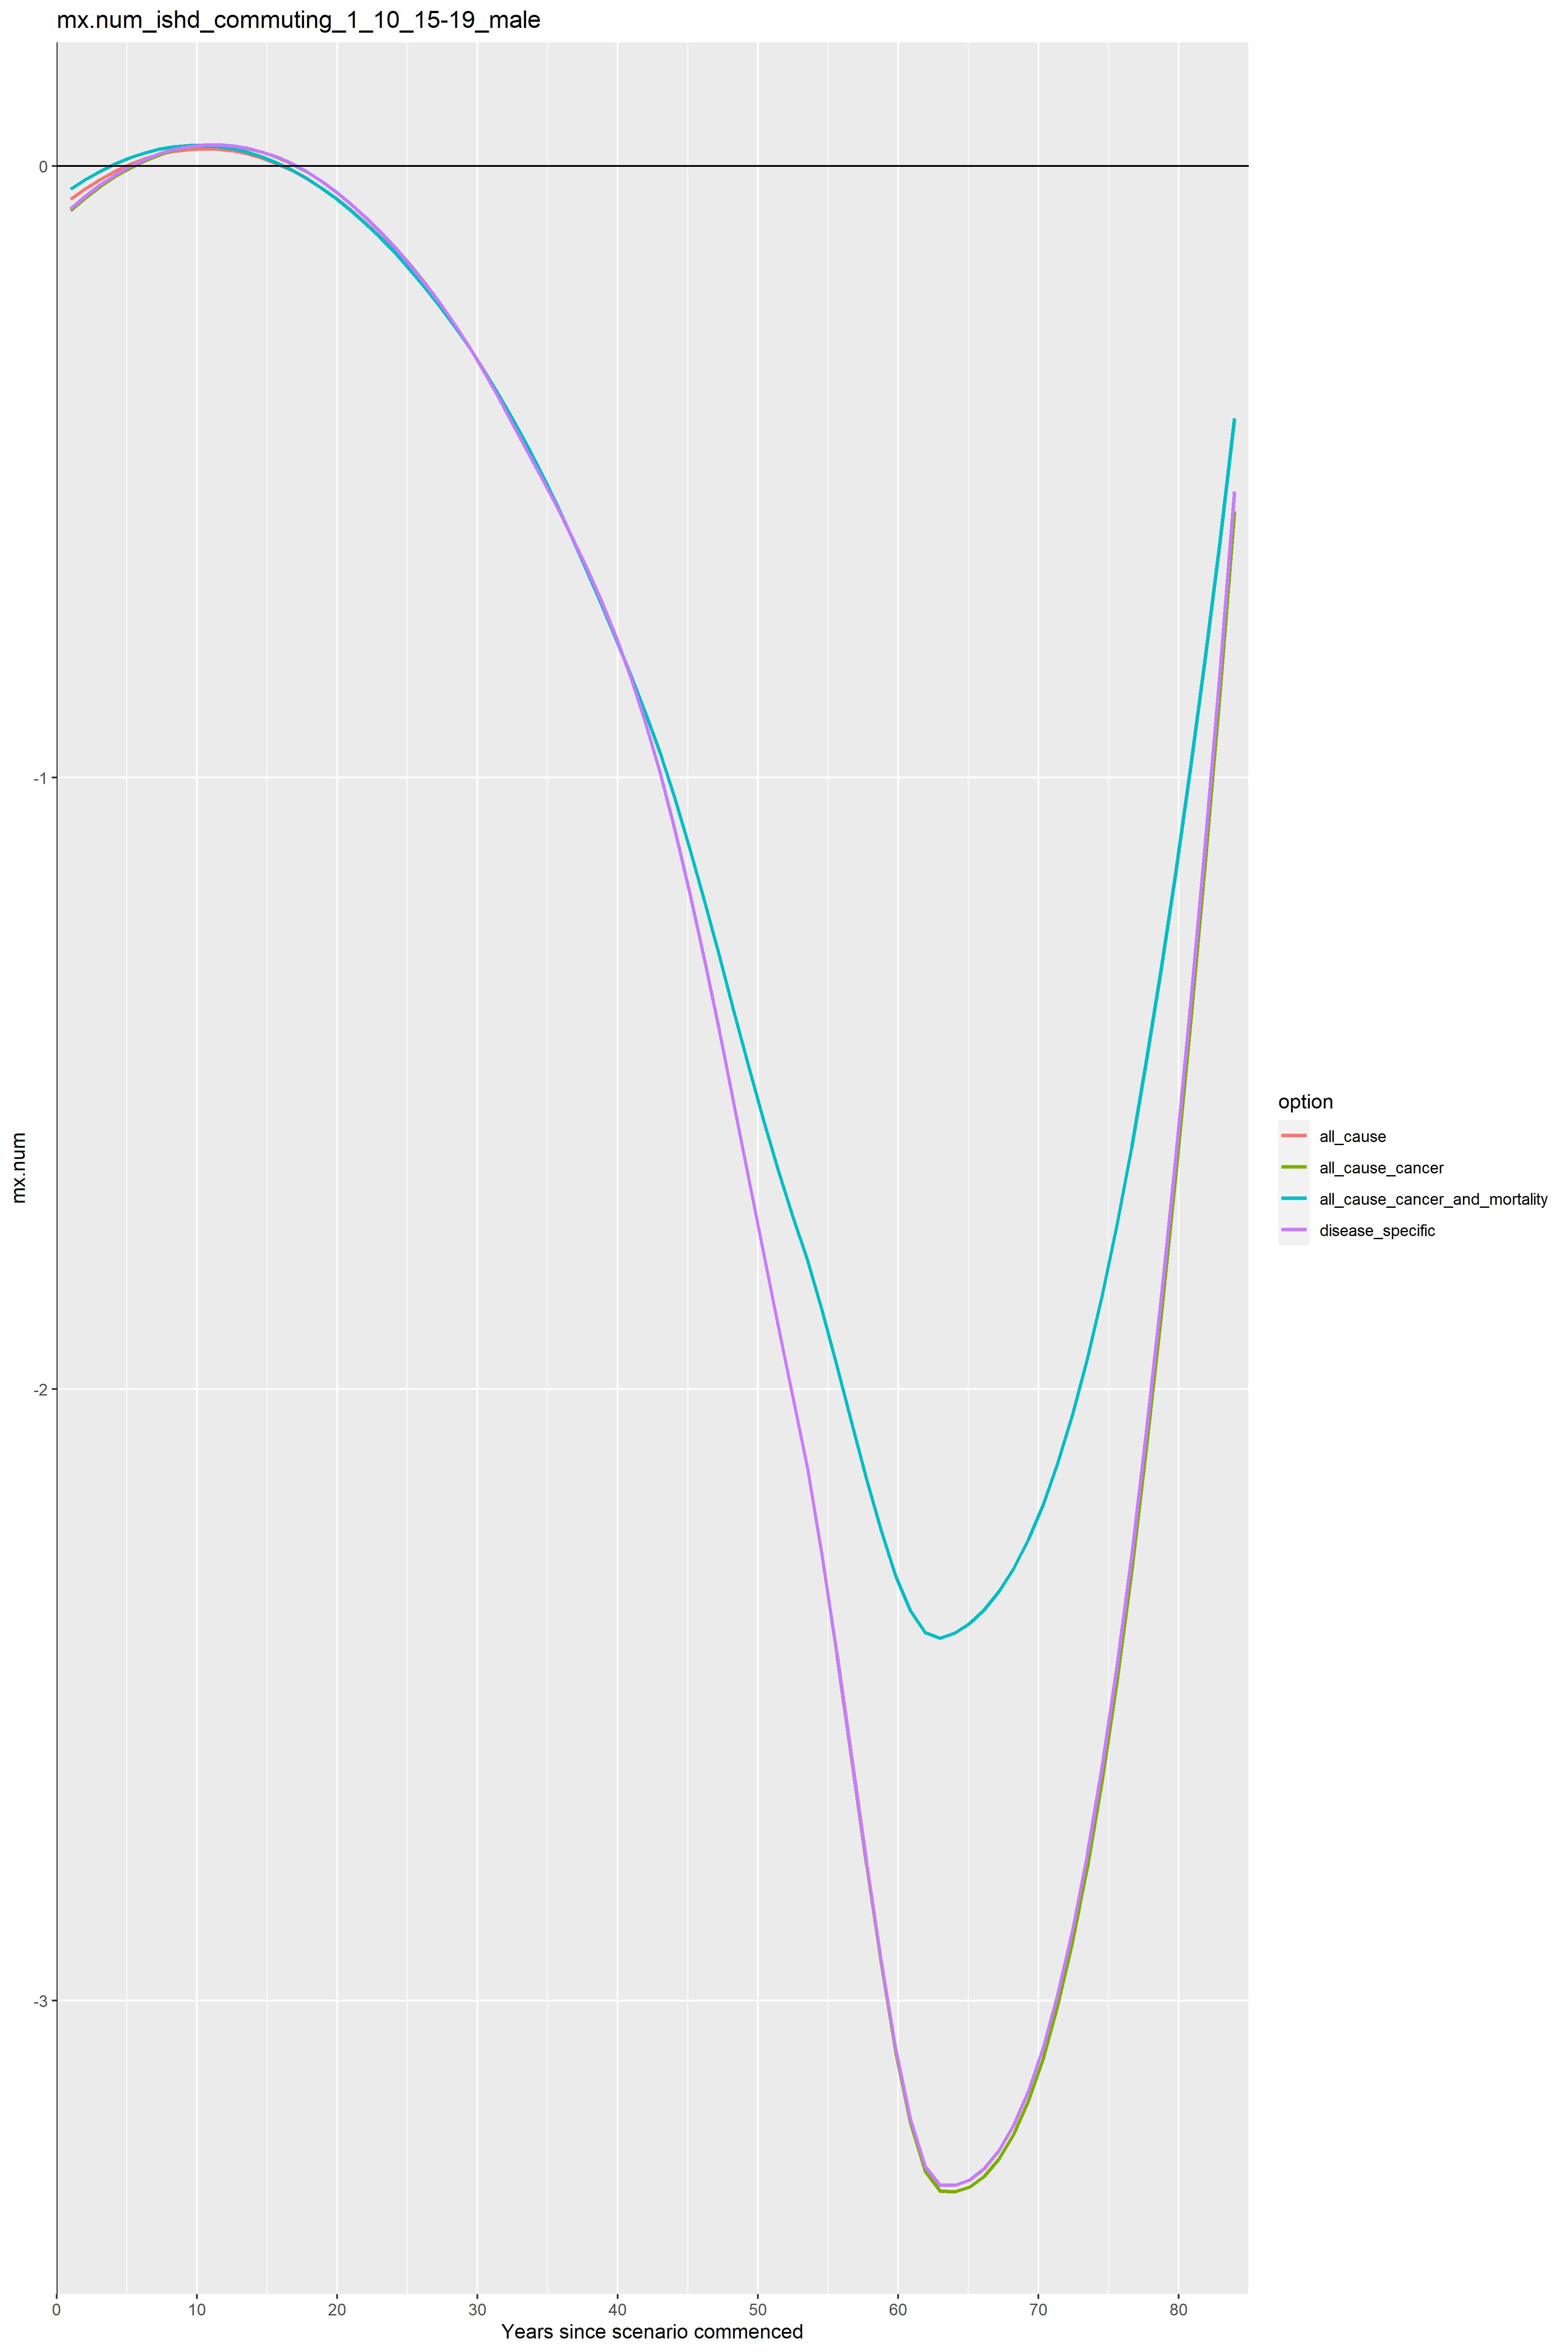 mx.num_ishd_commuting_1_10_15-19_male
0
-1
-2
-3
mx.num
0 10 20 30 40 50 60 70 80
Years since scenario commenced
option
all_cause
all_cause_cancer
all_cause_cancer_and_mortality
disease_specific